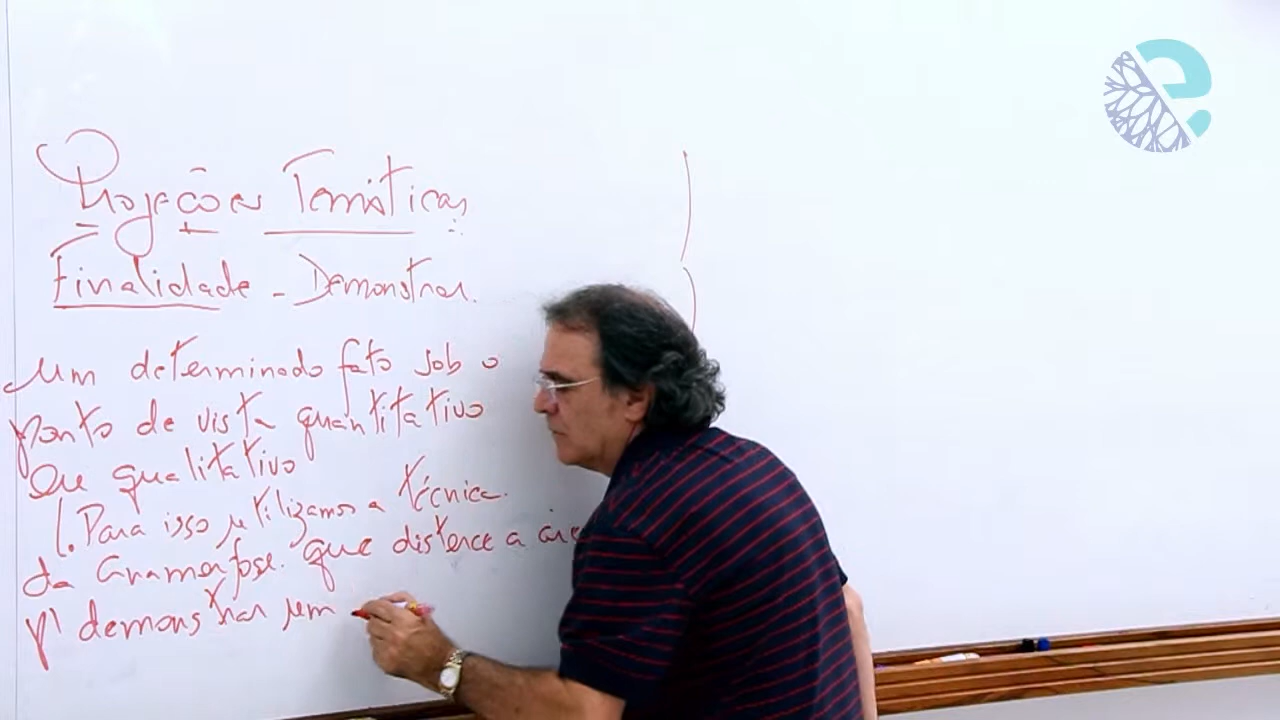 Projeções Temáticas
Finalidade - Demonstrar.
um determinado fato sob o
ponto de vista quantitativo
ou qualitativo
Para isso utilizamos a técnica.
da anamorfose. que distorce a
p/ demonstrar um